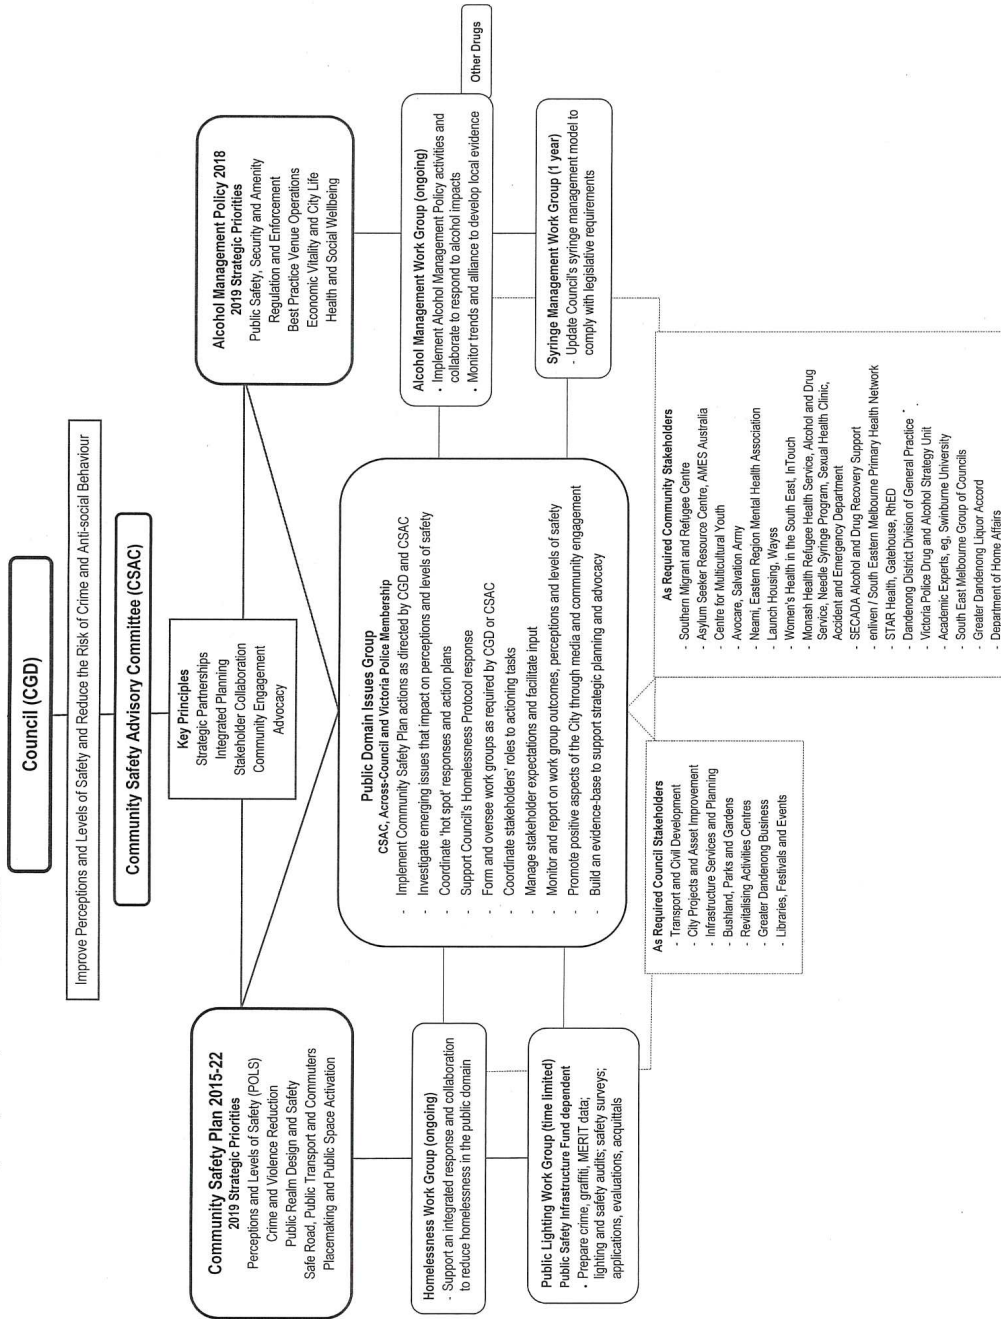 Council (CGD)
Improve Perceptions and Levels of Safety and Reduce the Risk of Crime and Anti-social Behaviour
Community Safety Advisory Committee (CSAC)
Key Principles
Strategic Partnerships
Integrated Planning
Stakeholder Collaboration
Community Engagement
Advocacy
Community Safety Plan 2015-22
2019 Strategic Priorities
Perceptions and Levels of Safety (POLS)
Crime and Violence Reduction
Public Realm Design and Safety
Safe Road, Public Transport and Commuters
Placemaking and Public Space Activation
Alcohol Management Policy 2018
2019 Strategic Priorities
Public Safety, Security and Amenity
Regulation and Enforcement
Best Practice Venue Operations
Economic Vitality and City Life
Health and Social Wellbeing
Public Domain Issues Group
CSAC, Across-Council and Victoria Police Membership
- Implement Community Safety Plan actions as directed by CGD and CSAC
- Investigate emerging issues that impact on perceptions and levels of safety
- Coordinate 'hot spot' responses and action plans
- Support Council's Homelessness Protocol response
- Form and oversee work groups as required by CGD or CSAC
- Coordinate stakeholders' roles to actioning tasks
- Manage stakeholder expectations and facilitate input
- Monitor and report on work group outcomes, perceptions and levels of safety
- Promote positive aspects of the City through media and community engagement
- Build an evidence-base to support strategic planning and advocacy
Homelessness Work Group (ongoing)
- Support an integrated response and collaboration
to reduce homelessness in the public domain
Public Lighting Work Group (time limited)
Public Safety Infrastructure Fund dependent
• Prepare crime, graffiti, MERIT data;
lighting and safety audits; safety surveys;
applications, evaluations, acquittals
Alcohol Management Work Group (ongoing)
• Implement Alcohol Management Policy activities and
collaborate to respond to alcohol impacts
• Monitor trends and alliance to develop local evidence
Other Drugs
Syringe Management Work Group (1 year)
- Update Council's syringe management model to
comply with legislative requirements
As Required Council Stakeholders
- Transport and Civil Development
- City Projects and Asset Improvement
- Infrastructure Services and Planning
- Bushland, Parks and Gardens
- Revitalising Activities Centres
- Greater Dandenong Business
- Libraries, Festivals and Events
As Required Community Stakeholders
- Southern Migrant and Refugee Centre
- Asylum Seeker Resource Centre, AMES Australia
- Centre for Multicultural Youth
- Avocare, Salvation Army
- Neami, Eastern Region Mental Health Association
- Launch Housing, Wayss
- Women's Health in the South East, InTouch
- Monash Health Refugee Health Service, Alcohol and Drug
Service, Needle Syringe Program, Sexual Health Clinic,
Accident and Emergency Department
- SECADA Alcohol and Drug Recovery Support
- enliven / South Eastern Melbourne Primary Health Network
- STAR Health, Gatehouse, RhED
- Dandenong District Division of General Practice
- Victoria Police Drug and Alcohol Strategy Unit
- Academic Experts, eg, Swinburne University
- South East Melbourne Group of Councils
- Greater Dandenong Liquor Accord
- Department of Home Affairs